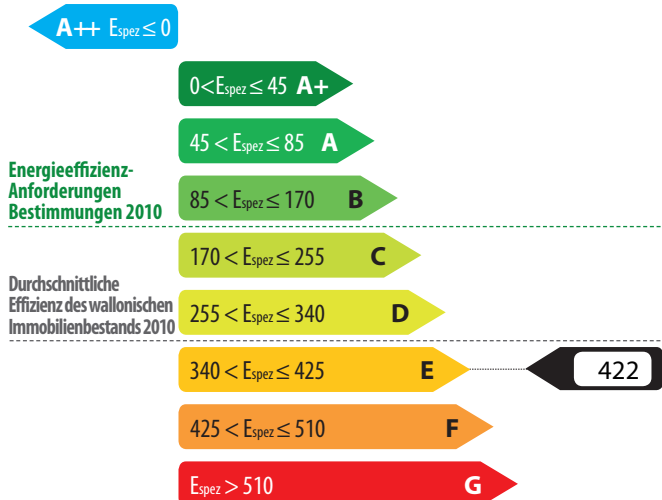 A++ Espez ≤ 0
0<Espez ≤ 45 A+
45 < Espez ≤ 85 A
Energieeffizienz-
Anforderungen
Bestimmungen 2010
85 < Espez ≤ 170 B
170 < Espez ≤ 255 C
Durchschnittliche
Effizienz des wallonischen
Immobilienbestands 2010
255 < Espez ≤ 340 D
340 < Espez ≤ 425 E
422
425 < Espez ≤ 510 F
Espez > 510 G